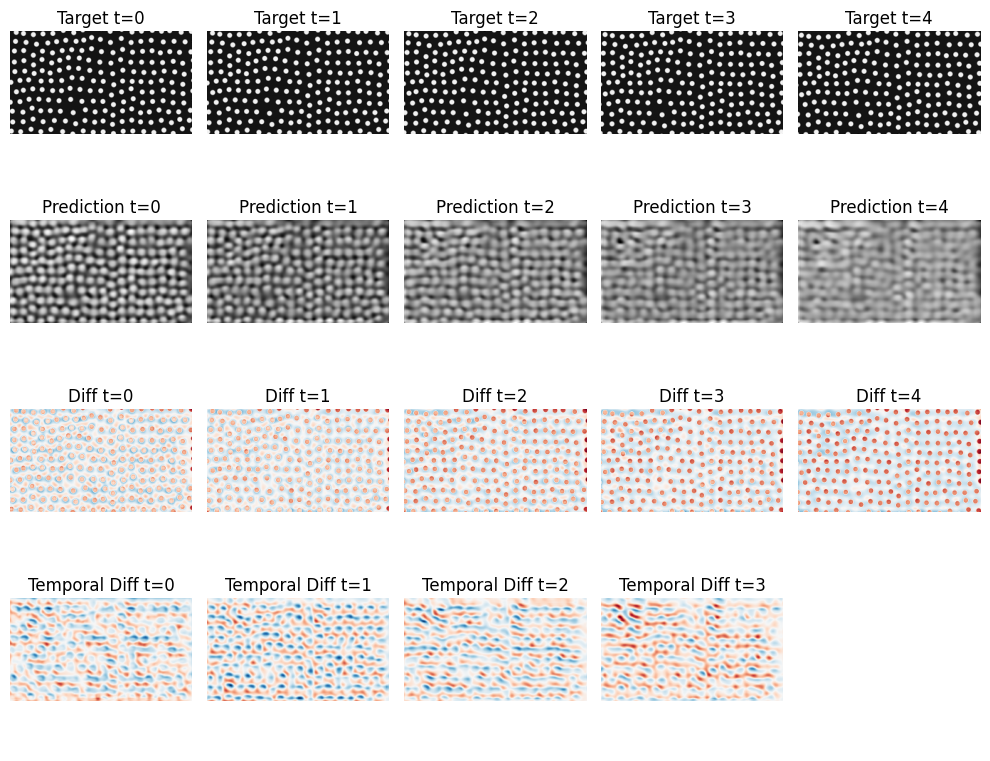 Target t=0
Target t=1
Target t=2
Target t=3
Target t=4
Prediction t=0
Prediction t=1
Prediction t=2
Prediction t=3
Prediction t=4
Diff t=0
Diff t=1
Diff t=2
Diff t=3
Diff t=4
Temporal Diff t=0
Temporal Diff t=1
Temporal Diff t=2
Temporal Diff t=3